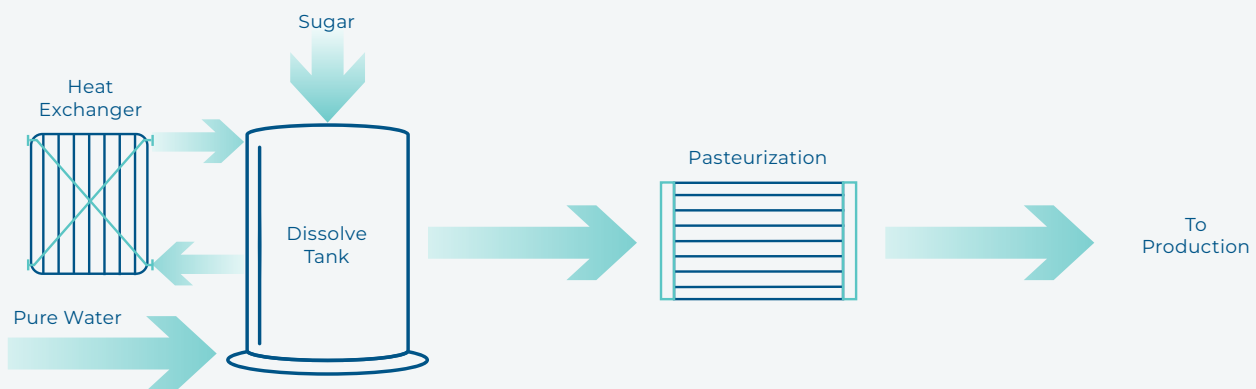 Sugar
Heat
Exchanger
Pasteurization
Dissolve
Tank
To
Production
Pure Water